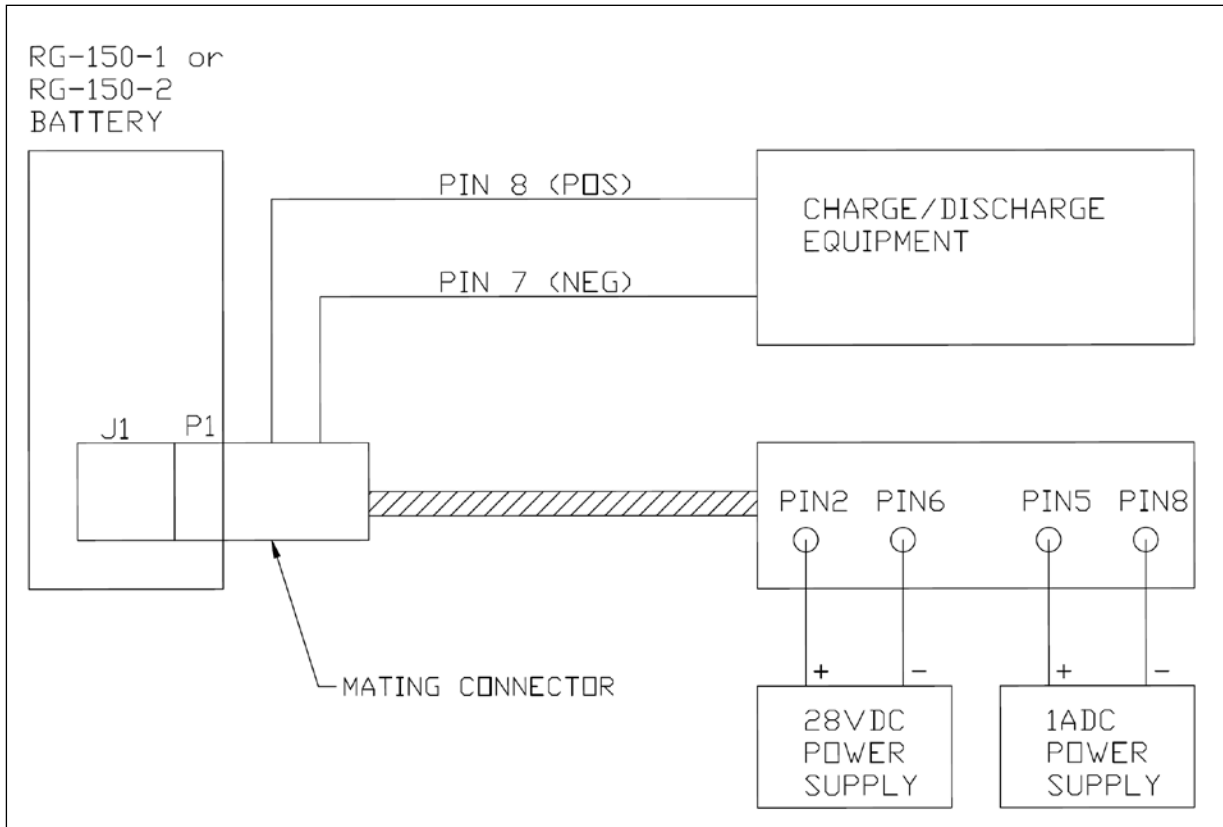 RG-150-1 or
RG-150-2
BATTERY
PIN 8 (POS)
CHARGE/DISCHARGE
EQUIPMENT
PIN 7 (NEG)
J1
P1
PIN2
PIN6
PIN5
PIN8
MATING CONNECTOR
+
-
+
-
28VDC
POWER
SUPPLY
1ADC
POWER
SUPPLY